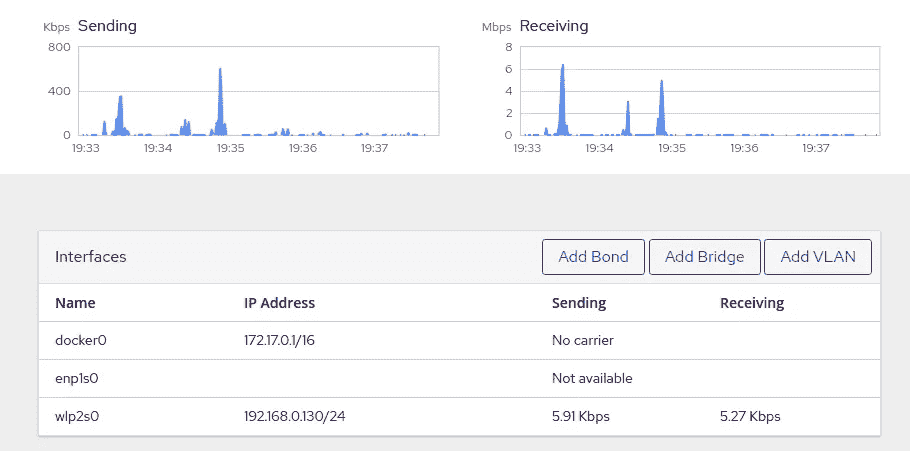 Kbps Sending
800
400
0
19:33 19:34 19:35 19:36 19:37
Mbps Receiving
8
6
4
2
0
19:33 19:34 19:35 19:36 19:37
Interfaces Add Bond Add Bridge Add VLAN
Name IP Address Sending Receiving
docker0 172.17.0.1/16 No carrier
enp1s0 Not available
wlp2s0 192.168.0.130/24 5.91 Kbps 5.27 Kbps